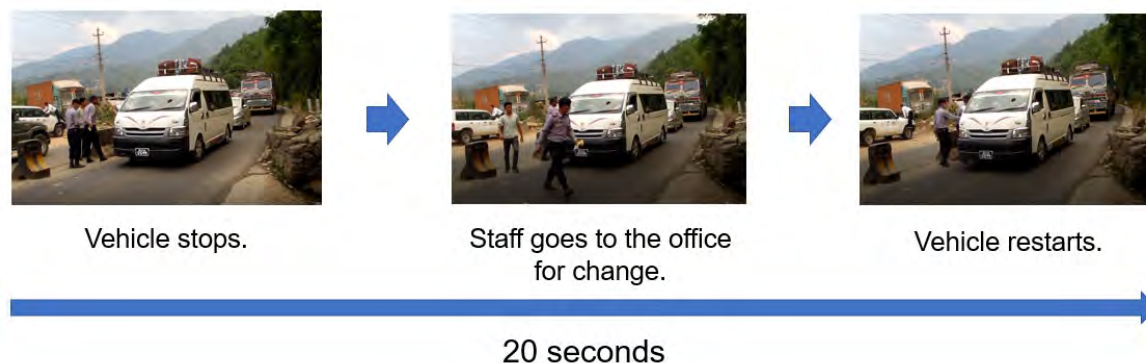 Vehicle stops.
Staff goes to the office
for change.
Vehicle restarts.
20 seconds